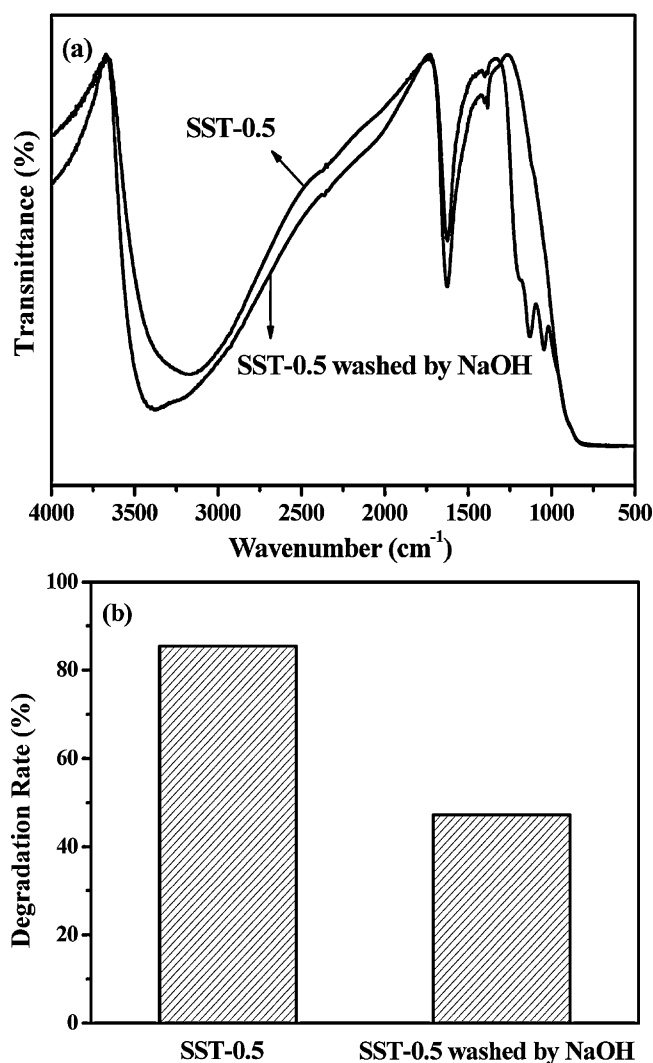 (a)
SST-0.5
SST-0.5 washed by NaOH
Transnittance (%)
4000 3500 3000 2500 2000 1500 1000 500
Wavenumber (cm⁻¹)
(b)
100
80
60
40
20
0
Degradation Rate (%)
SST-0.5 SST-0.5 washed by NaOH